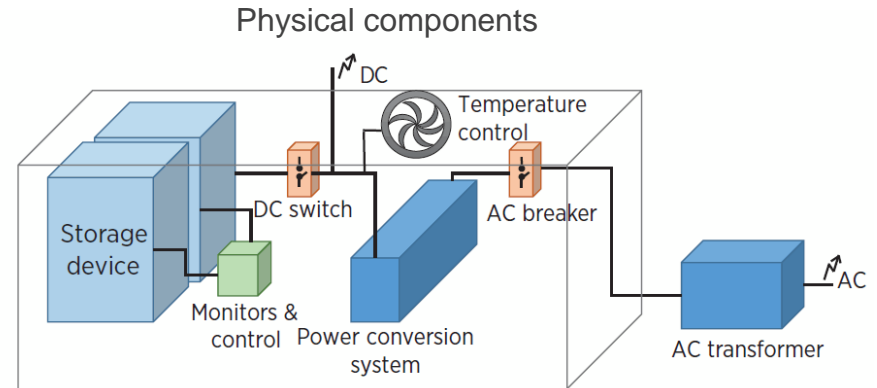 Physical components
DC
Temperature
control
DC switch
AC breaker
Storage
device
Monitors &
control
Power conversion
system
AC transformer
AC